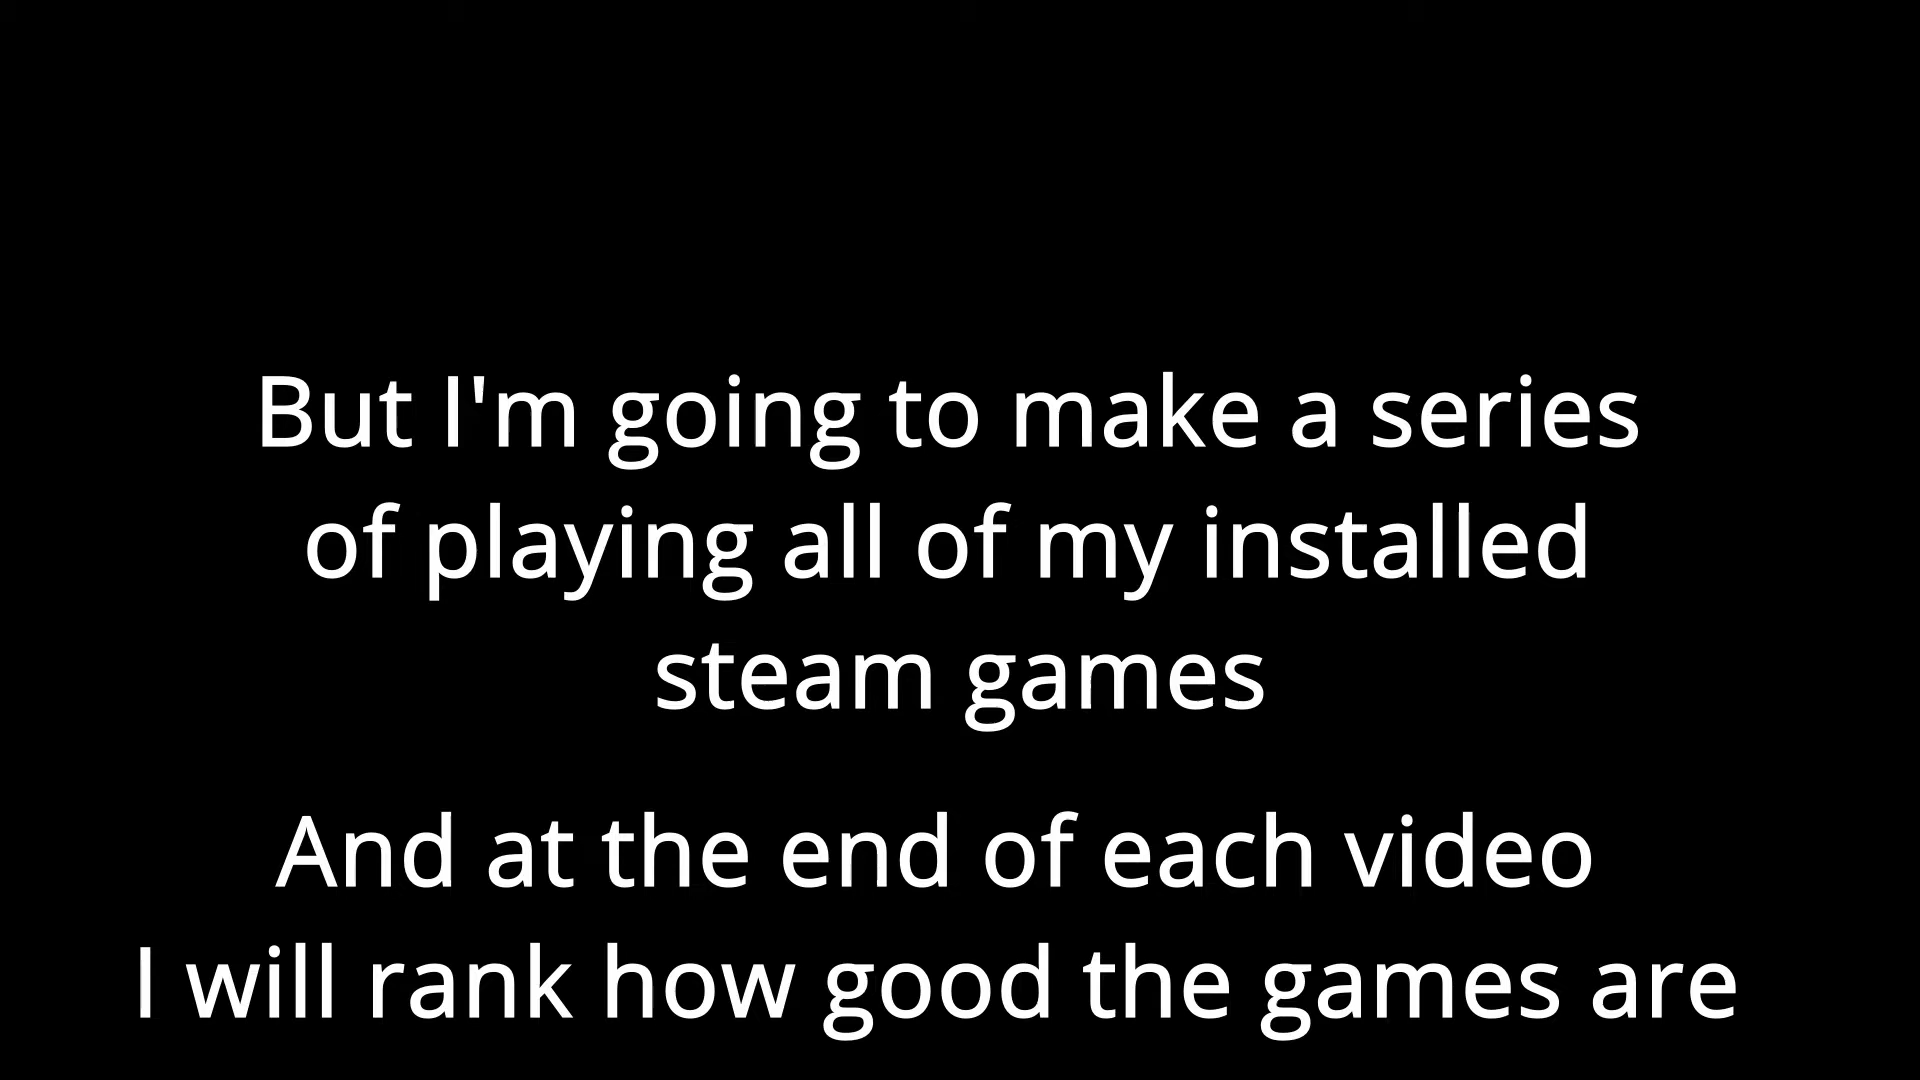 But I'm going to make a series
of playing all of my installed
steam games
And at the end of each video
I will rank how good the games are